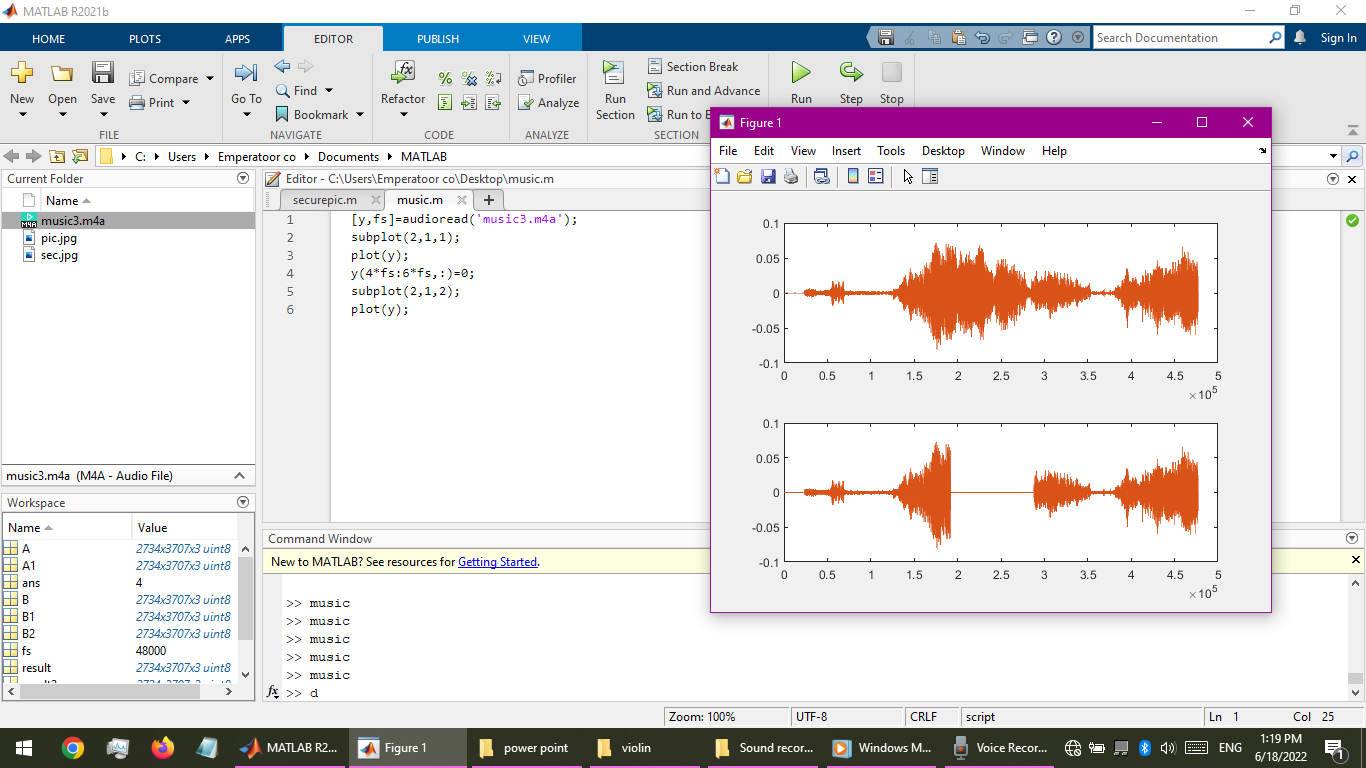 MATLAB R2021b
HOME PLOTS APPS EDITOR PUBLISH VIEW
Search Documentation Sign In
New Open Save Compare Print
Go To Find Bookmark
Refactor
Profiler Analyze
Run Section Section Break Run and Advance Run to E
Run Step Stop
FILE NAVIGATE CODE ANALYZE SECTION
C: Users Emperatoor co Documents MATLAB
Current Folder
Name
music3.m4a
pic.jpg
sec.jpg
music3.m4a (M4A - Audio File)
Workspace
Name Value
A 2734x3707x3 uint8
A1 2734x3707x3 uint8
ans 4
B 2734x3707x3 uint8
B1 2734x3707x3 uint8
B2 2734x3707x3 uint8
fs 48000
result 2734x3707x3 uint8
Editor - C:\Users\Emperatoor co\Desktop\music.m
securepic.m music.m
1 [y,fs]=audioread('music3.m4a');
2 subplot(2,1,1);
3 plot(y);
4 y(4*fs:6*fs,:)=0;
5 subplot(2,1,2);
6 plot(y);
Command Window
New to MATLAB? See resources for Getting Started.
>> music
>> music
>> music
>> music
>> music
fx >> d
Figure 1
File Edit View Insert Tools Desktop Window Help
0.1
0.05
0
-0.05
-0.1
0 0.5 1 1.5 2 2.5 3 3.5 4 4.5 5
×10^5
0.1
0.05
0
-0.05
-0.1
0 0.5 1 1.5 2 2.5 3 3.5 4 4.5 5
×10^5
Zoom: 100% UTF-8 CRLF script Ln 1 Col 25
MATLAB R2... Figure 1 power point violin Sound recor... Windows M... Voice Recor... ENG 1:19 PM
6/18/2022
1